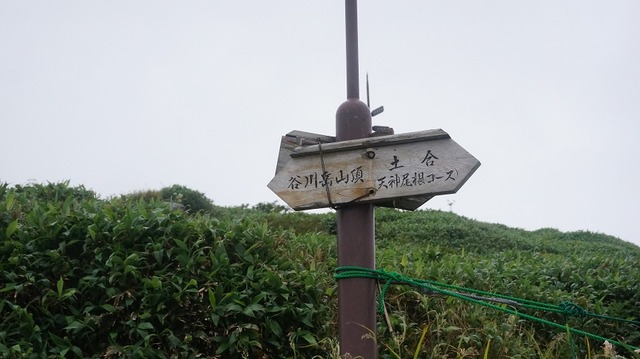 谷川岳山頂
土合
(天神尾根コース)